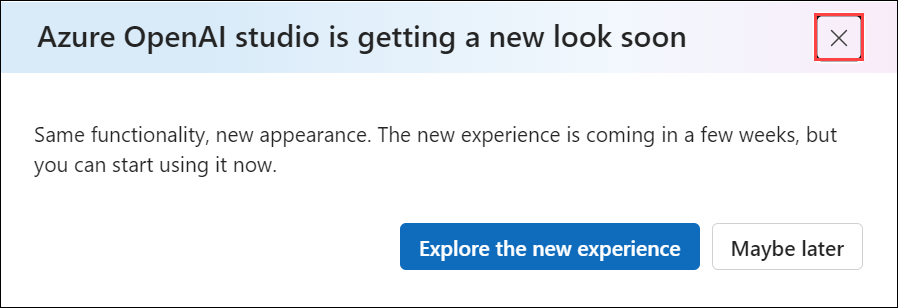 Azure OpenAI studio is getting a new look soon
Same functionality, new appearance. The new experience is coming in a few weeks, but
you can start using it now.
Explore the new experience
Maybe later